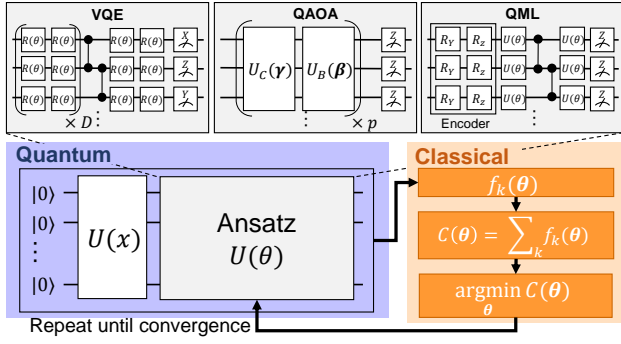 VQE
R(θ) R(θ) R(θ) R(θ) X
R(θ) R(θ) R(θ) R(θ) Z
R(θ) R(θ) R(θ) R(θ) Y
× D ⋮
QAOA
U_C(γ) U_B(β)
Z
Z
Z
⋮ × p
QML
R_Y R_Z U(θ) U(θ) Z
R_Y R_Z U(θ) U(θ) Z
R_Y R_Z U(θ) U(θ) Z
Encoder ⋮
Quantum
|0⟩
|0⟩
⋮
|0⟩
U(x)
Ansatz
U(θ)
Repeat until convergence
Classical
f_k(θ)
C(θ) = ∑_k f_k(θ)
argmin C(θ)
θ